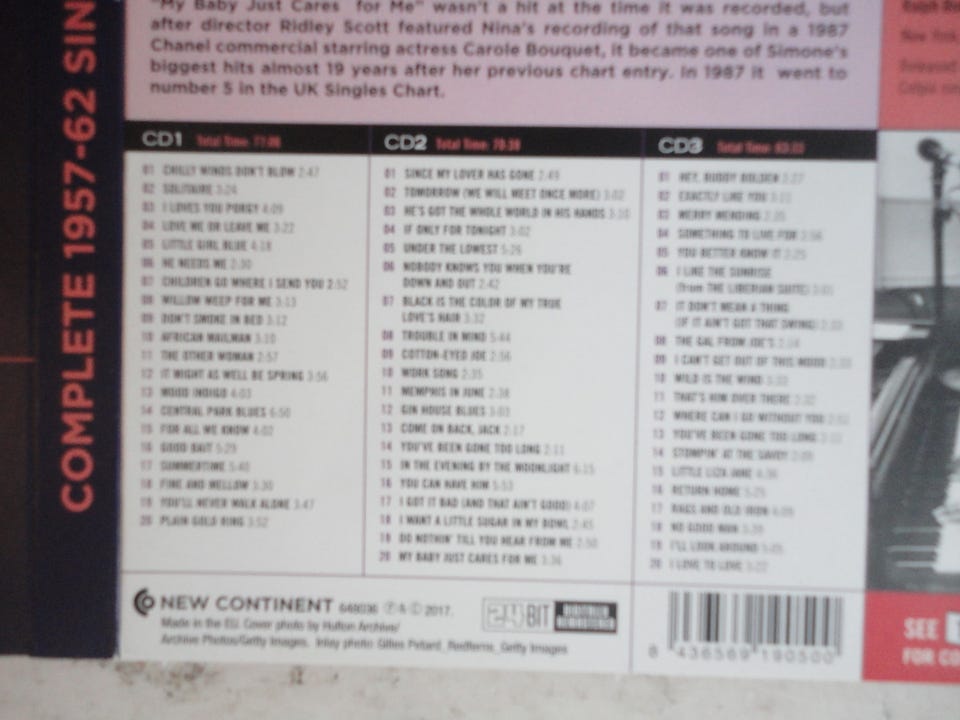 COMPLETE 1957-62 SIN
"My Baby Just Cares for Me" wasn't a hit at the time it was recorded, but
after director Ridley Scott featured Nina's recording of that song in a 1987
Chanel commercial starring actress Carole Bouquet, it became one of Simone's
biggest hits almost 19 years after her previous chart entry. In 1987 it went to
number 5 in the UK Singles Chart.
CD1 Total Time:
01 CHILLY WINDS DON'T BLOW 2:47
02 SOLITAIRE 3:24
03 I LOVES YOU PORGY 4:09
04 LOVE ME OR LEAVE ME 3:22
05 LITTLE GIRL BLUE 4:18
06 HE NEEDS ME 2:30
07 CHILDREN GO WHERE I SEND YOU 2:52
08 WILLOW WEEP FOR ME 3:13
09 DON'T SMOKE IN BED 3:12
10 AFRICAN MAILMAN 3:10
11 THE OTHER WOMAN 2:57
12 IT MIGHT AS WELL BE SPRING 3:56
13 MOOD INDIGO 4:03
14 CENTRAL PARK BLUES 6:50
15 FOR ALL WE KNOW 4:02
16 GOOD BAIT 5:29
17 SUMMERTIME 5:40
18 FINE AND MELLOW 3:30
19 YOU'LL NEVER WALK ALONE 3:47
20 PLAIN GOLD RING 3:52
CD2 Total Time:
01 SINCE MY LOVER HAS GONE 2:49
02 TOMORROW (WE WILL MEET ONCE MORE) 3:02
03 HE'S GOT THE WHOLE WORLD IN HIS HANDS 3:10
04 IF ONLY FOR TONIGHT 3:02
05 UNDER THE LOWEST 5:26
06 NOBODY KNOWS YOU WHEN YOU'RE
DOWN AND OUT 2:42
07 BLACK IS THE COLOR OF MY TRUE
LOVE'S HAIR 3:32
08 TROUBLE IN MIND 5:44
09 COTTON-EYED JOE 2:56
10 WORK SONG 2:35
11 MEMPHIS IN JUNE 2:38
12 GIN HOUSE BLUES 3:03
13 COME ON BACK, JACK 2:17
14 YOU'VE BEEN GONE TOO LONG 2:11
15 IN THE EVENING BY THE MOONLIGHT 6:15
16 YOU CAN HAVE HIM 5:53
17 I GOT IT BAD (AND THAT AIN'T GOOD) 4:07
18 I WANT A LITTLE SUGAR IN MY BOWL 2:45
19 DO NOTHIN' TILL YOU HEAR FROM ME 2:50
20 MY BABY JUST CARES FOR ME 3:36
CD3 Total Time:
01 HEY, BUDDY BOLDEN
02 EXACTLY LIKE YOU
03 MERRY MENDING
04 SOMETHING TO LIVE FOR
05 YOU BETTER KNOW IT
06 I LIKE THE SUNRISE
(from THE LIBERIAN SUITE)
07 IT DON'T MEAN A THING
(IF IT AIN'T GOT THAT SWING)
08 THE GAL FROM JOE'S
09 I CAN'T GET OUT OF THIS MOOD
10 WILD IS THE WIND
11 THAT'S HIM OVER THERE
12 WHERE CAN I GO WITHOUT YOU
13 YOU'VE BEEN GONE TOO LONG
14 STOMPIN' AT THE SAVOY
15 LITTLE LIZA JANE
16 RETURN HOME
17 RAGS AND OLD IRON
18 NO GOOD MAN
19 I'LL LOOK AROUND
20 I LOVE TO LOVE
NEW CONTINENT 648036 Ⓟ & © 2017.
Made in the EU. Cover photo by Hulton Archive/
Archive Photos/Getty Images. Inlay photo: Gilles Petard, Redferns, Getty Images
24 BIT DIGITALLY REMASTERED
8 436569 190500
SEE
FOR CO